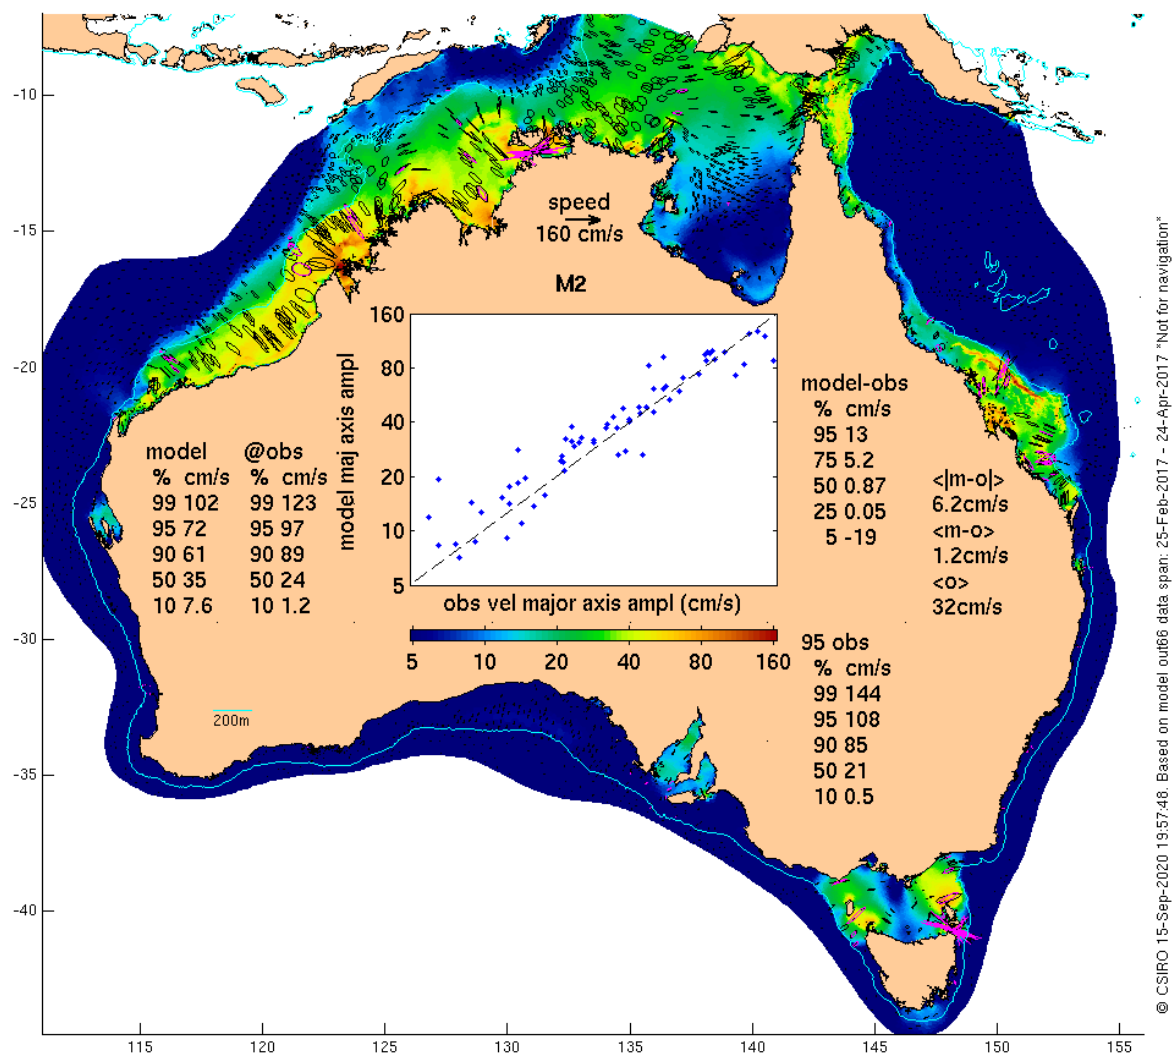 -10
-15
-20
-25
-30
-35
-40
115 120 125 130 135 140 145 150 155
speed
160 cm/s
M2
160
80
40
20
10
5
model maj axis ampl
obs vel major axis ampl (cm/s)
5 10 20 40 80 160
model @obs
% cm/s % cm/s
99 102 99 123
95 72 95 97
90 61 90 89
50 35 50 24
10 7.6 10 1.2
model-obs
% cm/s
95 13
75 5.2
50 0.87
25 0.05
5 -19
<|m-o|>
6.2cm/s
<m-o>
1.2cm/s
<o>
32cm/s
95 obs
% cm/s
99 144
95 108
90 85
50 21
10 0.5
200m
© CSIRO 15-Sep-2020 19:57:48. Based on model out66 data span: 25-Feb-2017 - 24-Apr-2017 "Not for navigation"